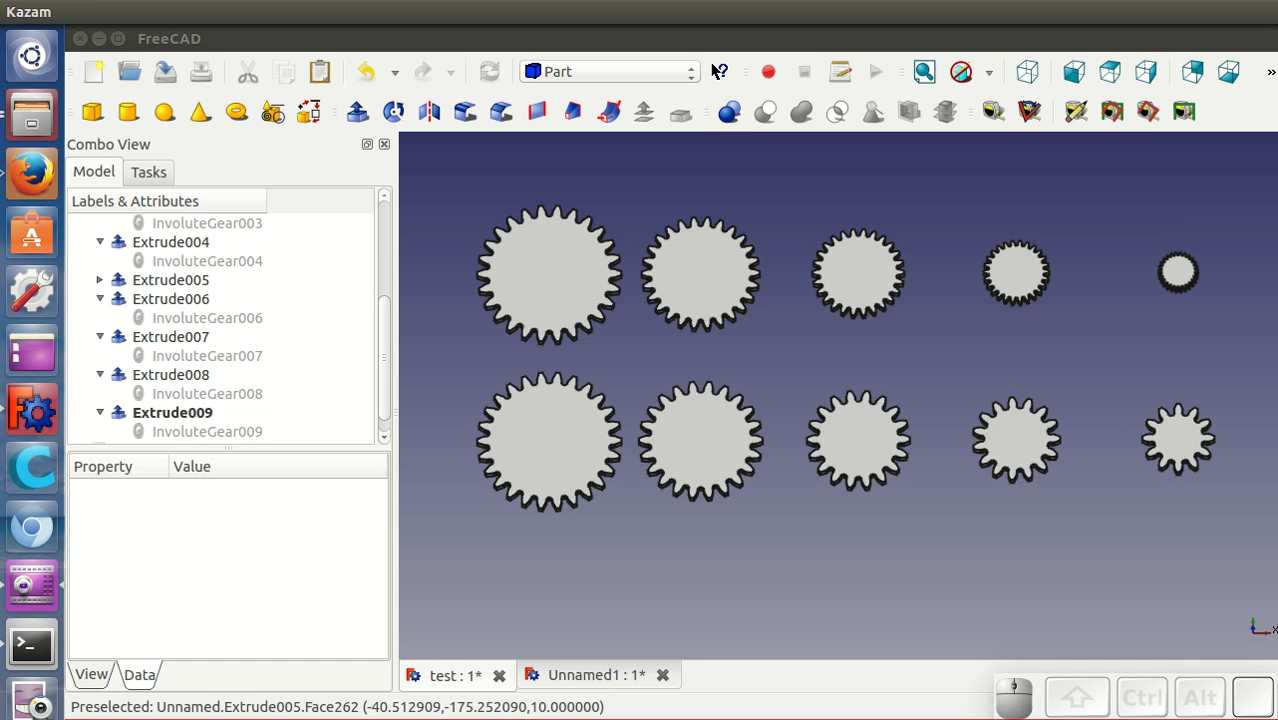 Kazam
FreeCAD
Part
»
Combo View
Model
Tasks
Labels & Attributes
InvoluteGear003
Extrude004
InvoluteGear004
Extrude005
Extrude006
InvoluteGear006
Extrude007
InvoluteGear007
Extrude008
InvoluteGear008
Extrude009
InvoluteGear009
Property Value
View
Data
test : 1*
Unnamed1 : 1*
X
Ctrl
Alt
Preselected: Unnamed.Extrude005.Face262 (-40.512909,-175.252090,10.000000)